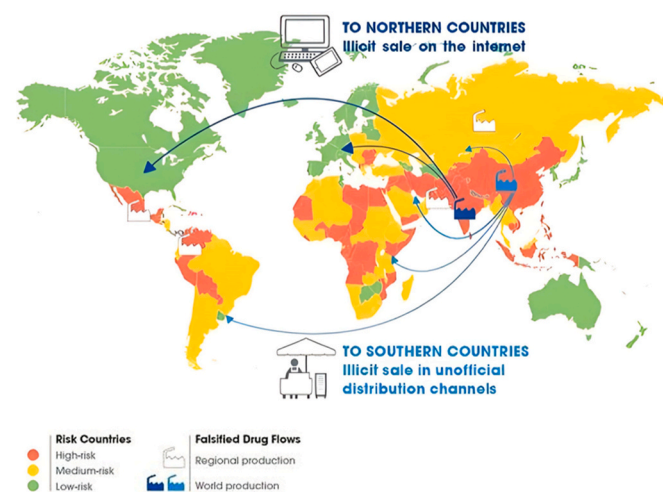 TO NORTHERN COUNTRIES
Illicit sale on the internet
TO SOUTHERN COUNTRIES
Illicit sale in unofficial
distribution channels
Risk Countries
High-risk
Medium-risk
Low-risk
Falsified Drug Flows
Regional production
World production